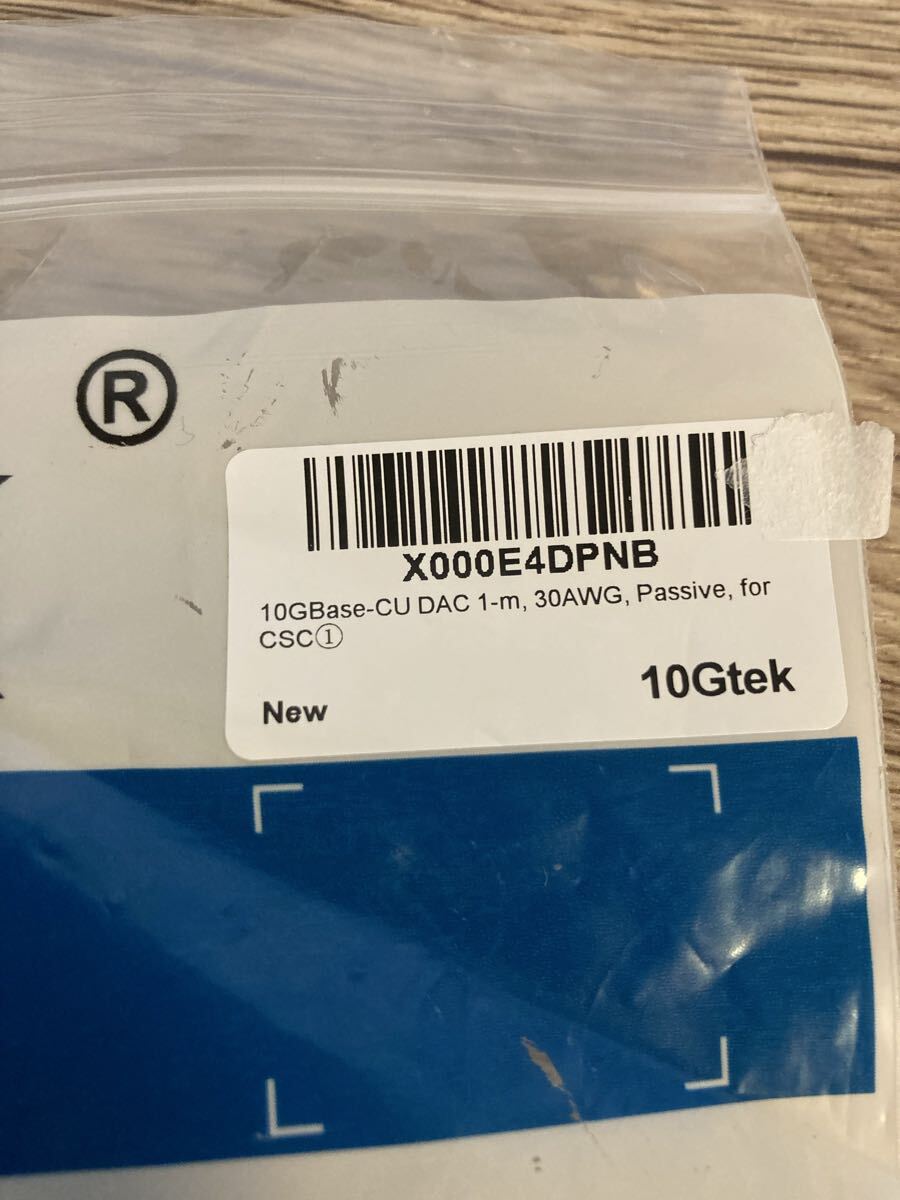 ®
X000E4DPNB
10GBase-CU DAC 1-m, 30AWG, Passive, for
CSC①
New
10Gtek